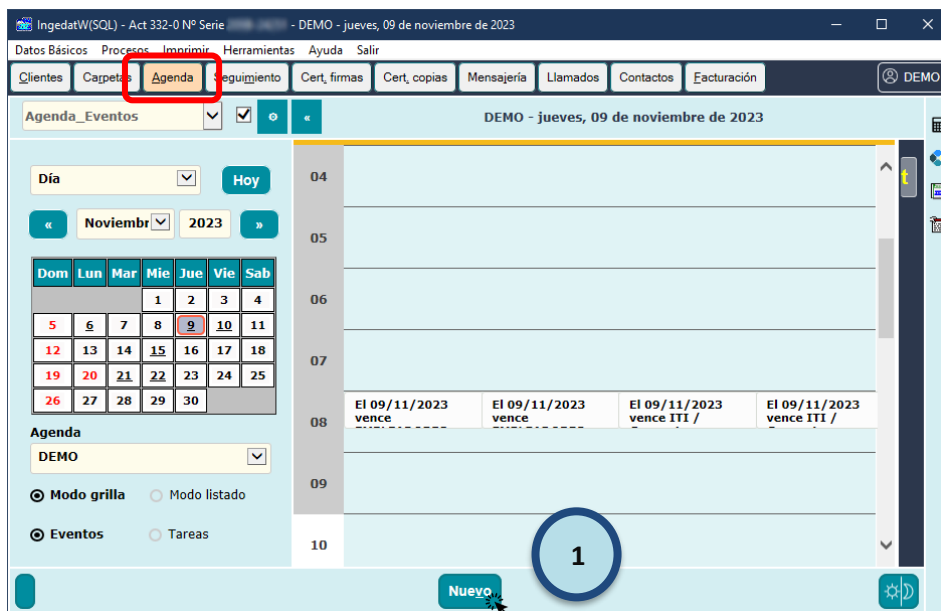 IngedatW(SQL) - Act 332-0 Nº Serie - DEMO - jueves, 09 de noviembre de 2023
Datos Básicos Procesos Imprimir Herramientas Ayuda Salir
Clientes Carpetas Agenda Seguimiento Cert. firmas Cert. copias Mensajería Llamados Contactos Facturación DEMO
Agenda_Eventos « DEMO - jueves, 09 de noviembre de 2023
Día Hoy
« Noviembr 2023 »
Dom Lun Mar Mie Jue Vie Sab
1 2 3 4
5 6 7 8 9 10 11
12 13 14 15 16 17 18
19 20 21 22 23 24 25
26 27 28 29 30
Agenda
DEMO
Modo grilla Modo listado
Eventos Tareas
04
05
06
07
08
El 09/11/2023 vence
El 09/11/2023 vence
El 09/11/2023 vence ITI /
El 09/11/2023 vence ITI /
09
10
t
1
Nuevo